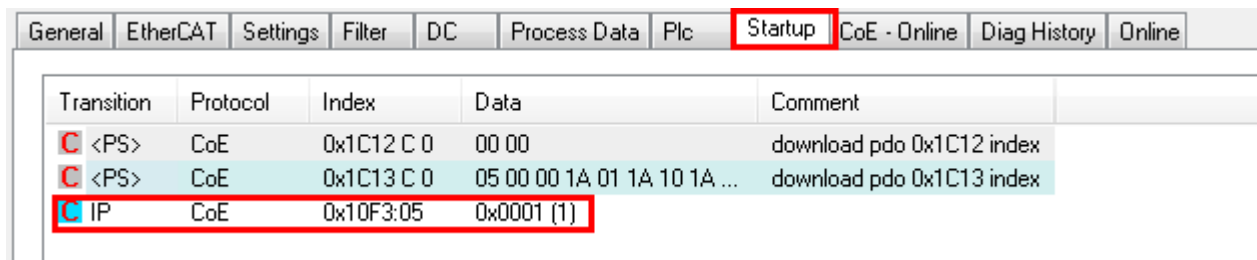 General EtherCAT Settings Filter DC Process Data Plc Startup CoE - Online Diag History Online
Transition Protocol Index Data Comment
C <PS> CoE 0x1C12 C 0 00 00 download pdo 0x1C12 index
C <PS> CoE 0x1C13 C 0 05 00 00 1A 01 1A 10 1A ... download pdo 0x1C13 index
C IP CoE 0x10F3:05 0x0001 (1)